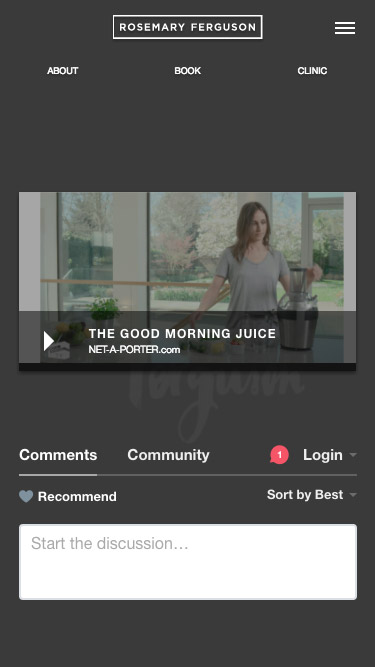 ROSEMARY FERGUSON
ABOUT
BOOK
CLINIC
THE GOOD MORNING JUICE
NET-A-PORTER.com
Ferguson
Comments
Community
1
Login
Recommend
Sort by Best
Start the discussion…